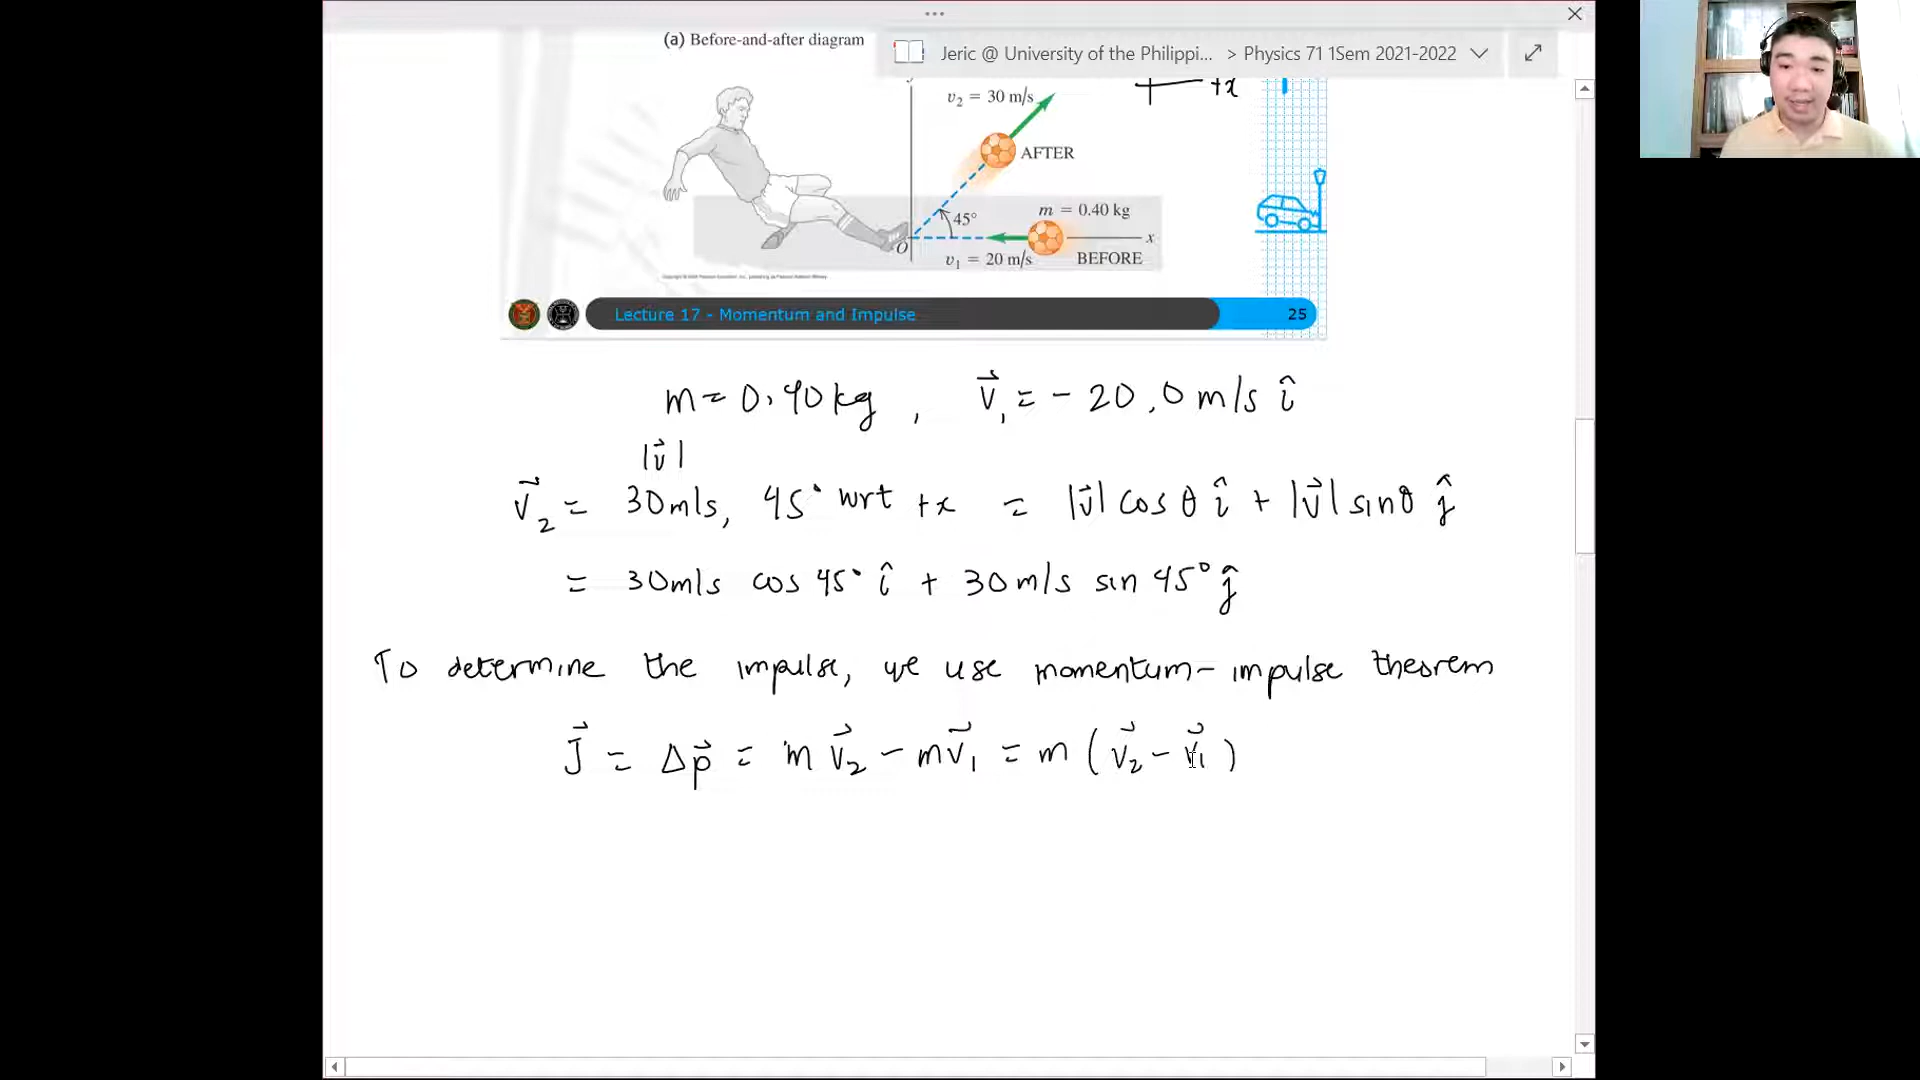 (a) Before-and-after diagram
Jeric @ University of the Philippi... > Physics 71 1Sem 2021-2022
+x
v₂ = 30 m/s
AFTER
45°
m = 0.40 kg
O
x
v₁ = 20 m/s
BEFORE
Lecture 17 - Momentum and Impulse
25
m = 0.40 kg , v⃗₁ = - 20.0 m/s î
|v⃗|
v⃗₂ = 30 m/s, 45° wrt +x = |v⃗| cos θ î + |v⃗| sin θ ĵ
= 30 m/s cos 45° î + 30 m/s sin 45° ĵ
To determine the impulse, we use momentum-impulse theorem
J⃗ = Δp⃗ = m v⃗₂ - m v⃗₁ = m ( v⃗₂ - v⃗₁ )